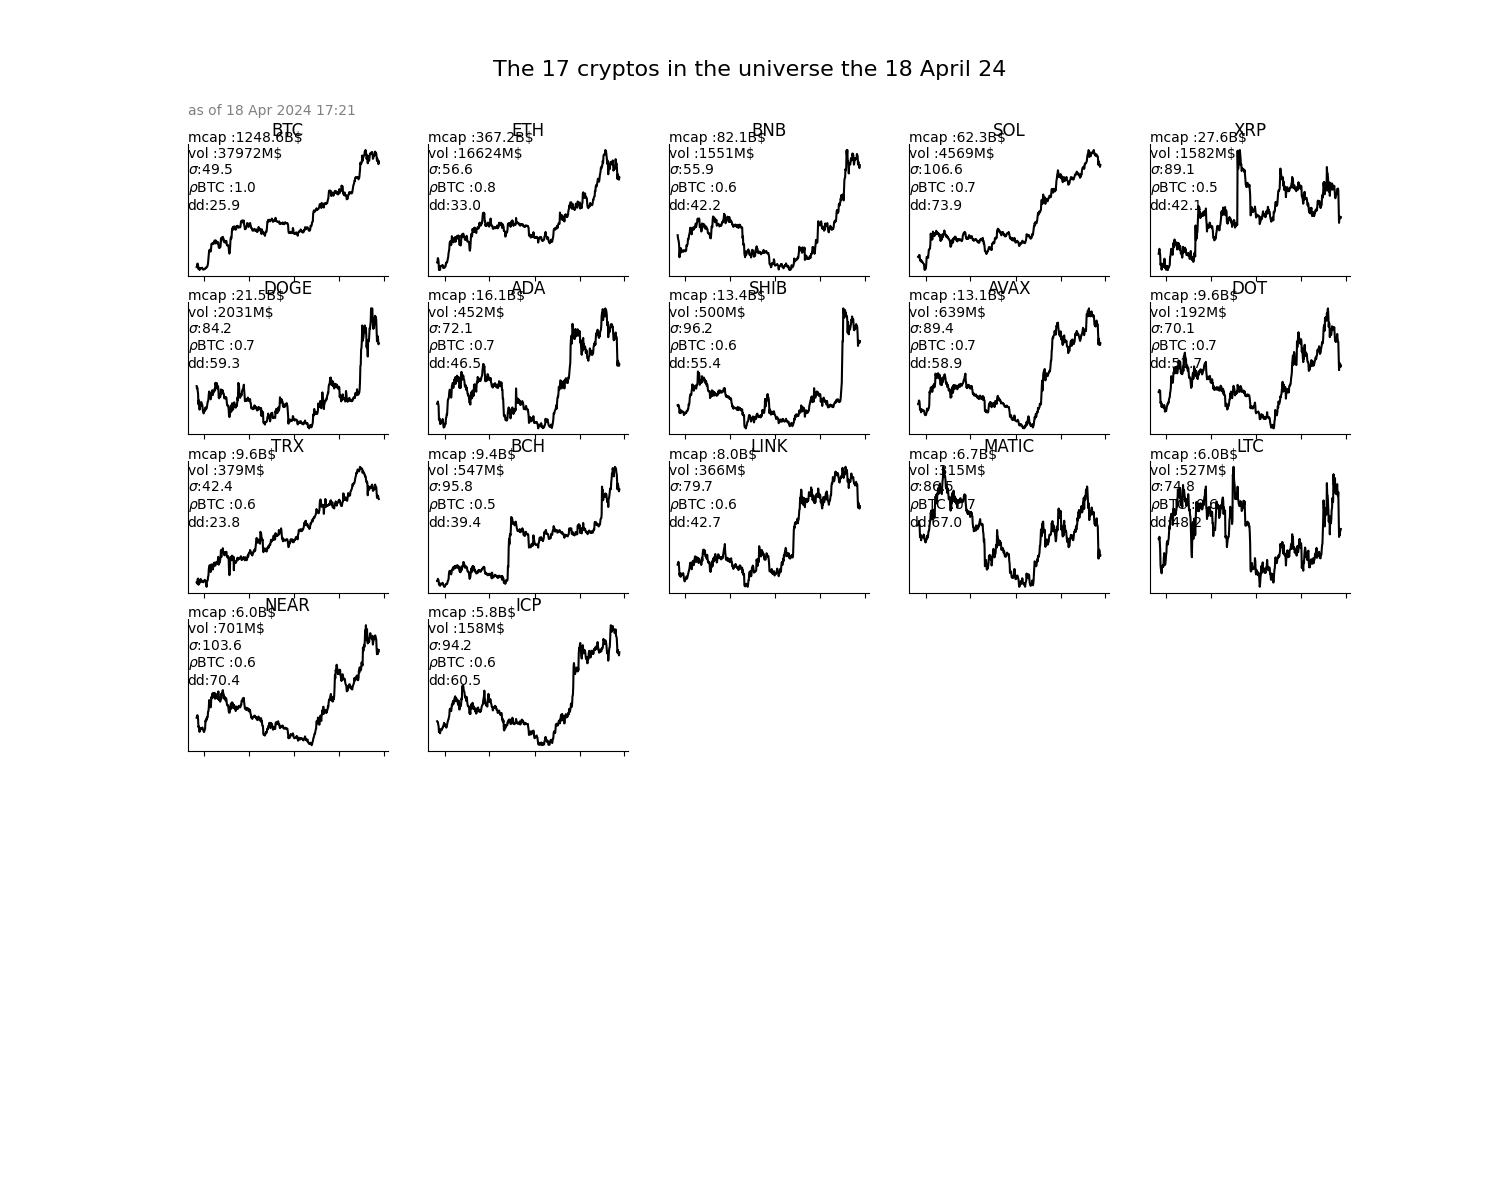 The 17 cryptos in the universe the 18 April 24
as of 18 Apr 2024 17:21
BTC
mcap :1248.6B$
vol :37972M$
σ:49.5
ρBTC :1.0
dd:25.9
ETH
mcap :367.2B$
vol :16624M$
σ:56.6
ρBTC :0.8
dd:33.0
BNB
mcap :82.1B$
vol :1551M$
σ:55.9
ρBTC :0.6
dd:42.2
SOL
mcap :62.3B$
vol :4569M$
σ:106.6
ρBTC :0.7
dd:73.9
XRP
mcap :27.6B$
vol :1582M$
σ:89.1
ρBTC :0.5
dd:42.1
DOGE
mcap :21.5B$
vol :2031M$
σ:84.2
ρBTC :0.7
dd:59.3
ADA
mcap :16.1B$
vol :452M$
σ:72.1
ρBTC :0.7
dd:46.5
SHIB
mcap :13.4B$
vol :500M$
σ:96.2
ρBTC :0.6
dd:55.4
AVAX
mcap :13.1B$
vol :639M$
σ:89.4
ρBTC :0.7
dd:58.9
DOT
mcap :9.6B$
vol :192M$
σ:70.1
ρBTC :0.7
TRX
mcap :9.6B$
vol :379M$
σ:42.4
ρBTC :0.6
dd:23.8
BCH
mcap :9.4B$
vol :547M$
σ:95.8
ρBTC :0.5
dd:39.4
LINK
mcap :8.0B$
vol :366M$
σ:79.7
ρBTC :0.6
dd:42.7
MATIC
mcap :6.7B$
vol :315M$
ρBTC :0.7
dd:67.0
LTC
mcap :6.0B$
vol :527M$
σ:74.8
ρBTC :0.6
dd:48.2
NEAR
mcap :6.0B$
vol :701M$
σ:103.6
ρBTC :0.6
dd:70.4
ICP
mcap :5.8B$
vol :158M$
σ:94.2
ρBTC :0.6
dd:60.5